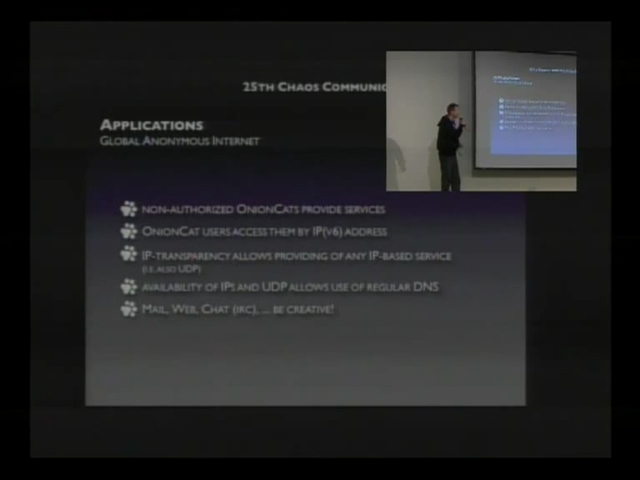 25TH CHAOS COMMUNIC
APPLICATIONS
GLOBAL ANONYMOUS INTERNET
NON-AUTHORIZED ONIONCATS PROVIDE SERVICES
ONIONCAT USERS ACCESS THEM BY IP(V6) ADDRESS
IP-TRANSPARENCY ALLOWS PROVIDING OF ANY IP-BASED SERVICE
(I.E. ALSO UDP)
AVAILABILITY OF IPS AND UDP ALLOWS USE OF REGULAR DNS
MAIL, WEB, CHAT (IRC), ... BE CREATIVE!